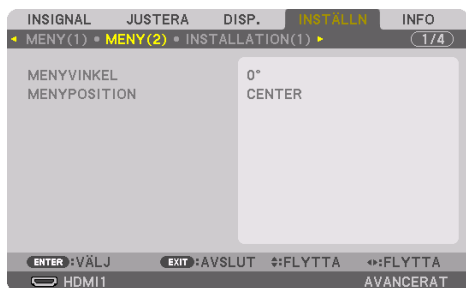 INSIGNAL JUSTERA DISP. INSTÄLLN INFO
MENY(1) • MENY(2) • INSTALLATION(1) 1/4
MENYVINKEL 0°
MENYPOSITION CENTER
ENTER:VÄLJ EXIT:AVSLUT :FLYTTA :FLYTTA
HDMI1 AVANCERAT